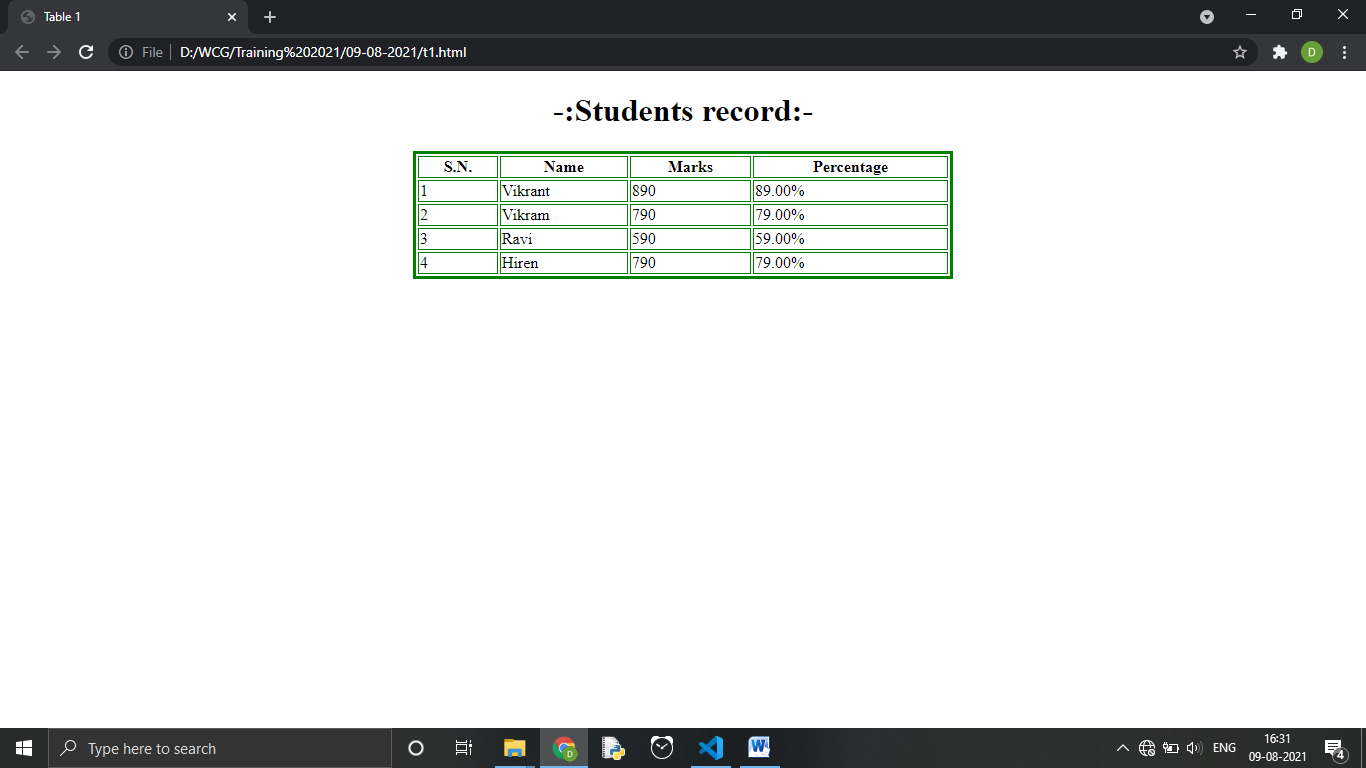 Table 1
File D:/WCG/Training%202021/09-08-2021/t1.html
D
-:Students record:-
S.N. Name Marks Percentage
1 Vikrant 890 89.00%
2 Vikram 790 79.00%
3 Ravi 590 59.00%
4 Hiren 790 79.00%
Type here to search
D
W
ENG
16:31
09-08-2021
4